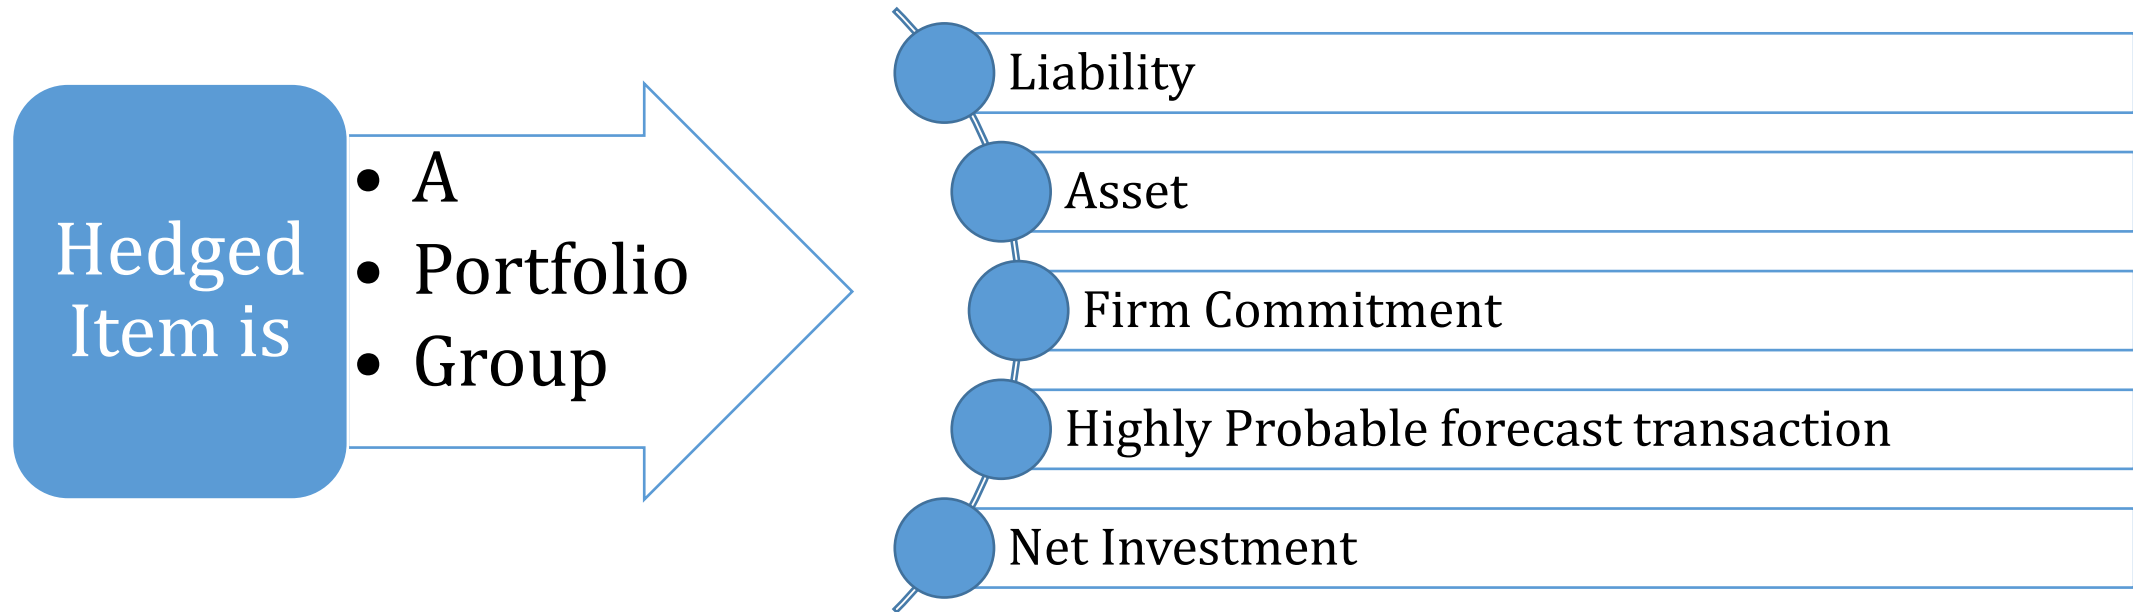 Hedged
Item is
• A
• Portfolio
• Group
Liability
Asset
Firm Commitment
Highly Probable forecast transaction
Net Investment